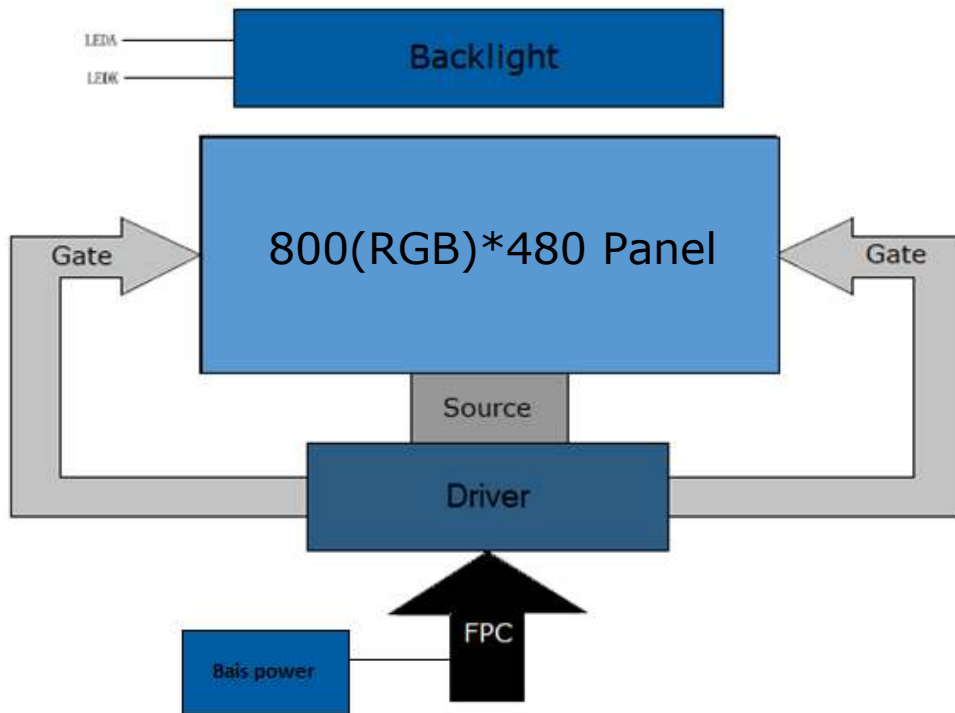 LEDA
LEDK
Backlight
800(RGB)*480 Panel
Gate
Gate
Source
Driver
FPC
Bais power